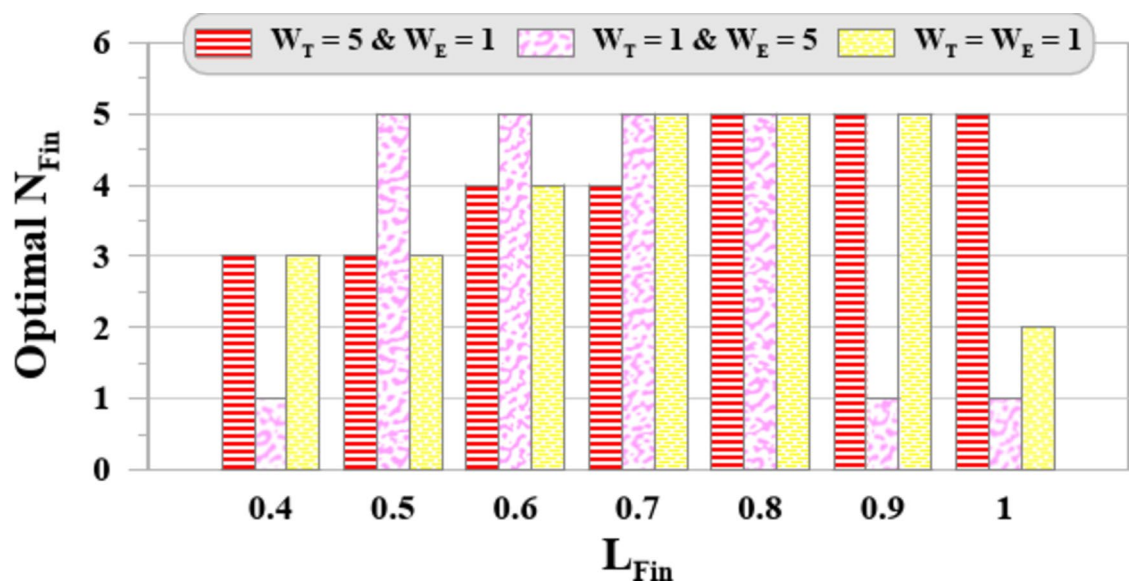 W_T = 5 & W_E = 1 W_T = 1 & W_E = 5 W_T = W_E = 1
Optimal N_Fin
6
5
4
3
2
1
0
0.4 0.5 0.6 0.7 0.8 0.9 1
L_Fin